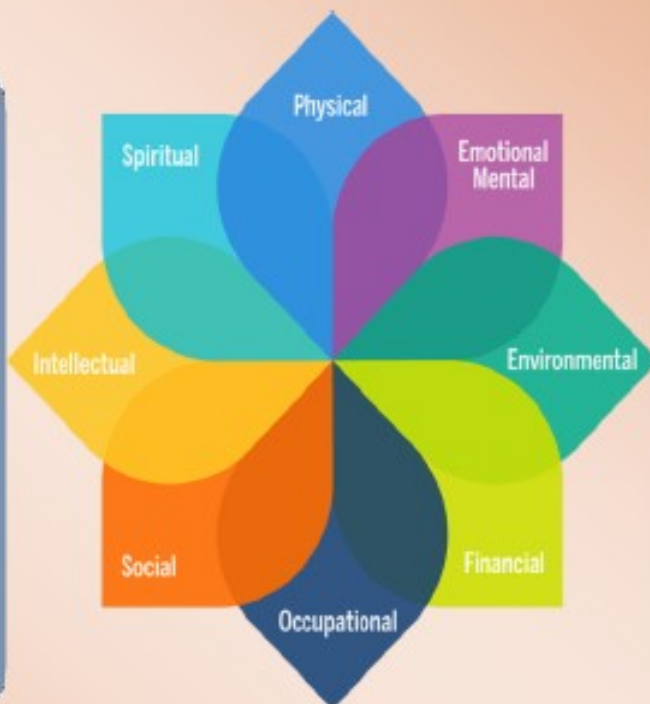 Physical
Spiritual
Emotional
Mental
Intellectual
Environmental
Social
Financial
Occupational